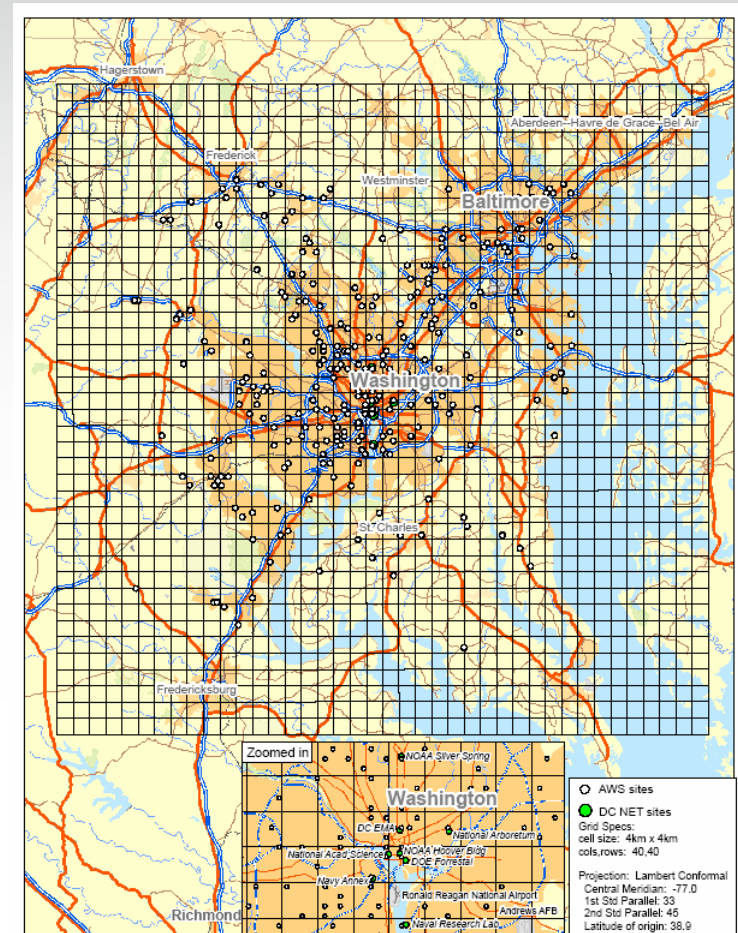 Hagerstown
Aberdeen--Havre de Grace--Bel Air
Frederick
Westminster
Baltimore
Washington
St. Charles
Fredericksburg
Richmond
Zoomed in
NOAA Silver Spring
Washington
DC EMA
National Arboretum
National Acad Science
NOAA Hoover Bldg
DOE Forrestal
Navy Annex
Ronald Reagan National Airport
Andrews AFB
Naval Research Lab
AWS sites
DC NET sites
Grid Specs:
cell size: 4km x 4km
cols,rows: 40,40
Projection: Lambert Conformal
Central Meridian: -77.0
1st Std Parallel: 33
2nd Std Parallel: 45
Latitude of origin: 38.9